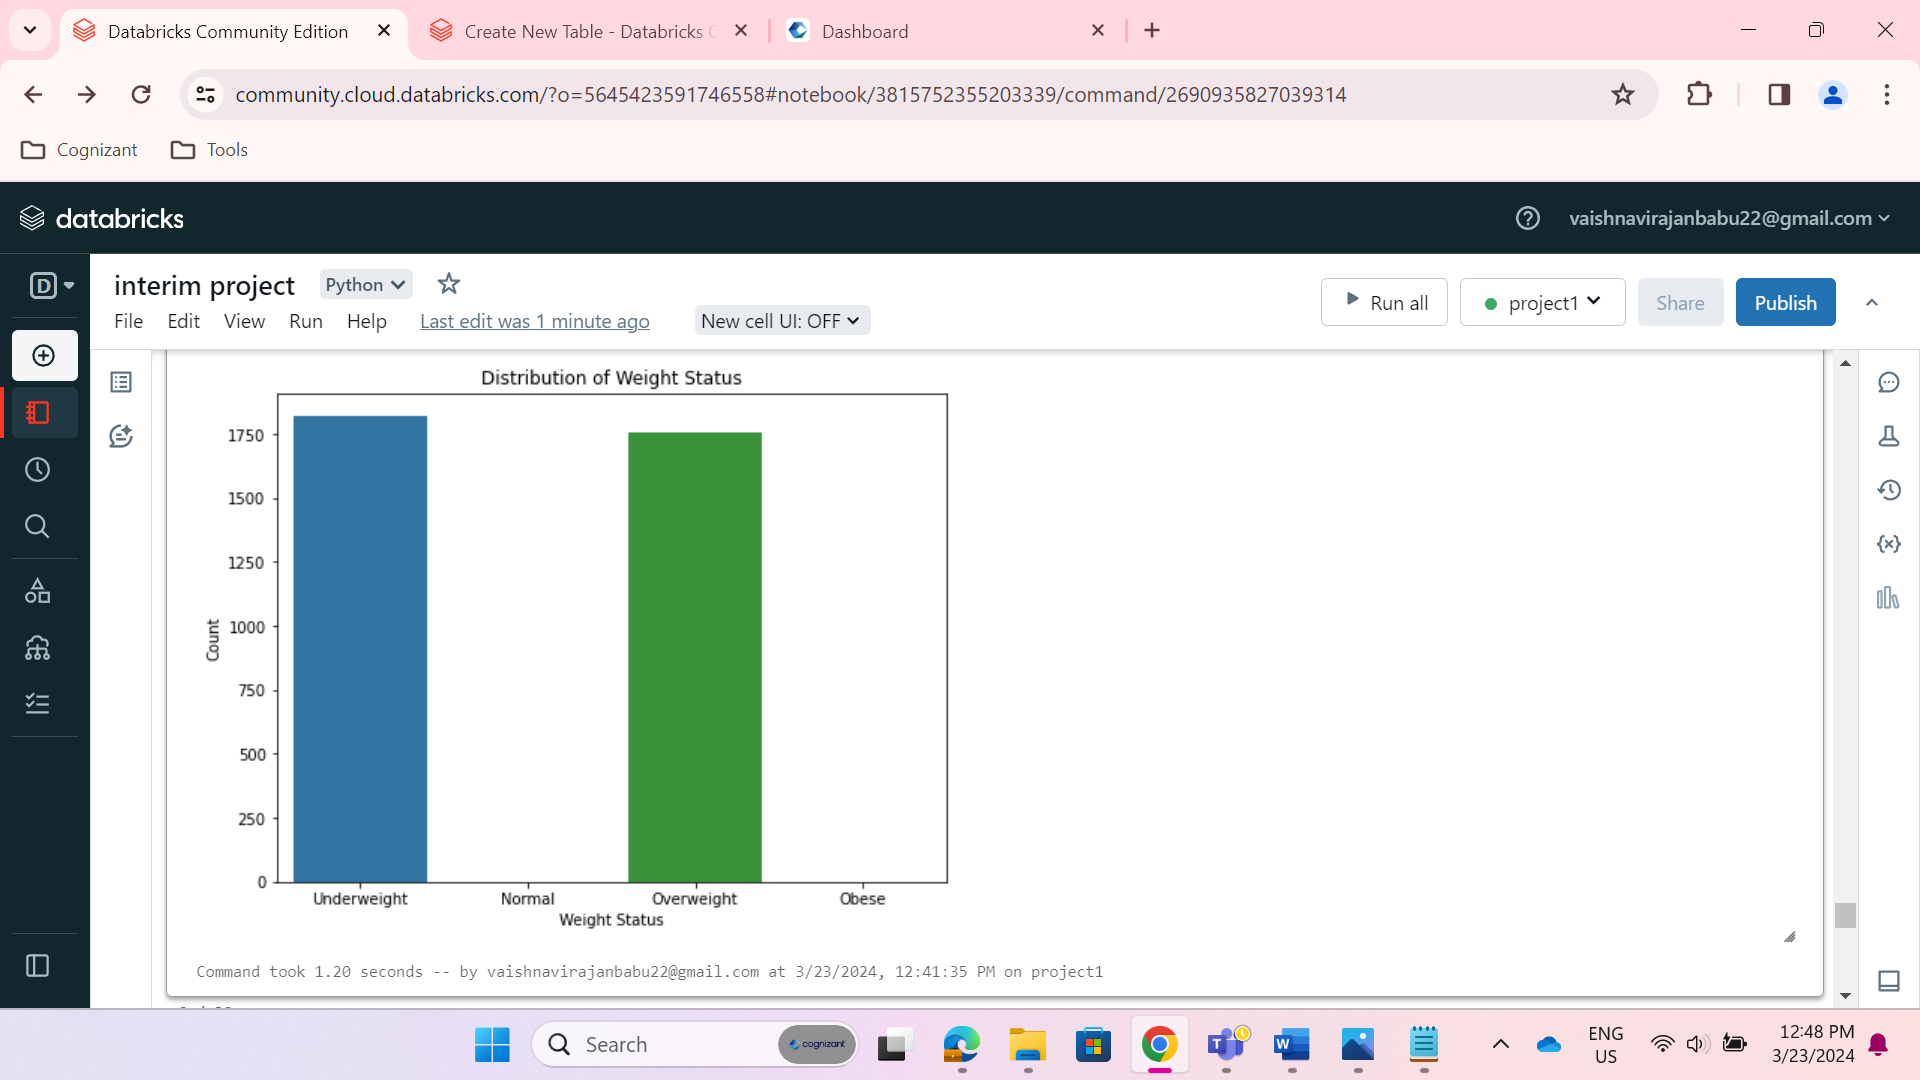 Databricks Community Edition
Create New Table - Databricks
Dashboard
community.cloud.databricks.com/?o=5645423591746558#notebook/3815752355203339/command/2690935827039314
Cognizant
Tools
databricks
vaishnavirajanbabu22@gmail.com
D
interim project
Python
Run all
project1
Share
Publish
File Edit View Run Help
Last edit was 1 minute ago
New cell UI: OFF
Distribution of Weight Status
1750
1500
1250
1000
750
500
250
0
Count
Underweight Normal Overweight Obese
Weight Status
Command took 1.20 seconds -- by vaishnavirajanbabu22@gmail.com at 3/23/2024, 12:41:35 PM on project1
Search
cognizant
ENG
US
12:48 PM
3/23/2024